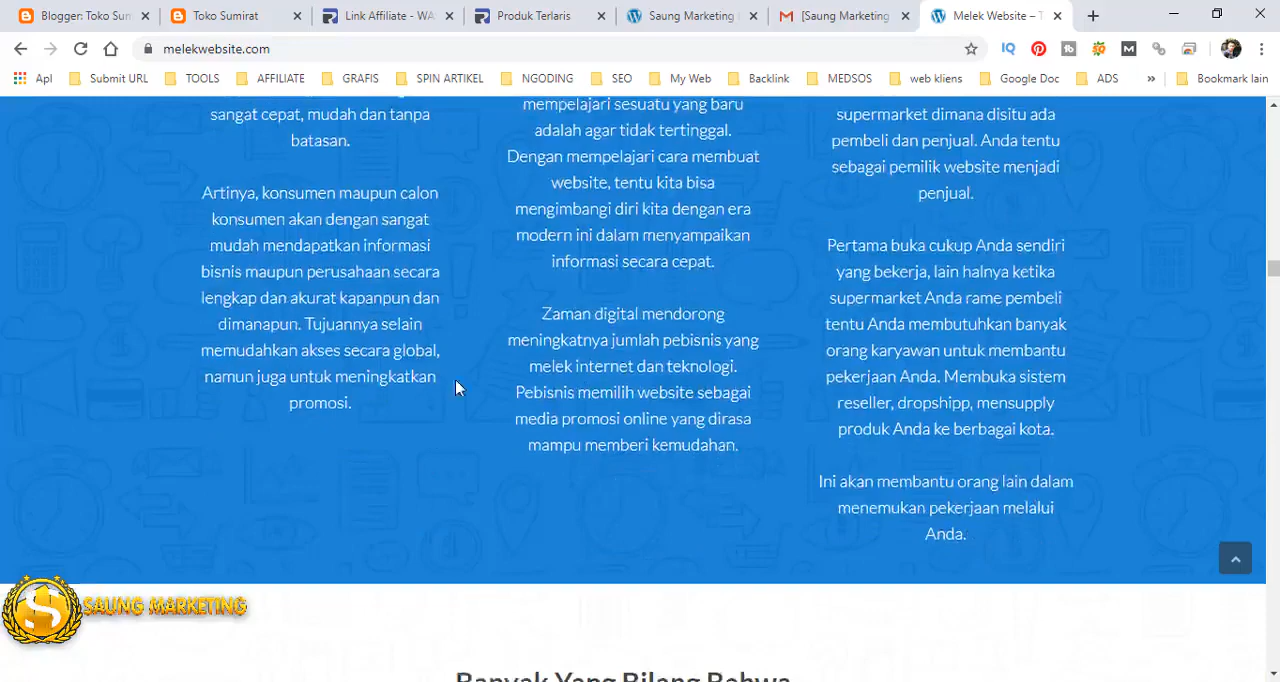 Blogger: Toko Sum
Toko Sumirat
Link Affiliate - WA
Produk Terlaris
Saung Marketing
[Saung Marketing
Melek Website – T
melekwebsite.com
Apl
Submit URL
TOOLS
AFFILIATE
GRAFIS
SPIN ARTIKEL
NGODING
SEO
My Web
Backlink
MEDSOS
web kliens
Google Doc
ADS
»
Bookmark lain
sangat cepat, mudah dan tanpa
batasan.
Artinya, konsumen maupun calon
konsumen akan dengan sangat
mudah mendapatkan informasi
bisnis maupun perusahaan secara
lengkap dan akurat kapanpun dan
dimanapun. Tujuannya selain
memudahkan akses secara global,
namun juga untuk meningkatkan
promosi.
mempelajari sesuatu yang baru
adalah agar tidak tertinggal.
Dengan mempelajari cara membuat
website, tentu kita bisa
mengimbangi diri kita dengan era
modern ini dalam menyampaikan
informasi secara cepat.
Zaman digital mendorong
meningkatnya jumlah pebisnis yang
melek internet dan teknologi.
Pebisnis memilih website sebagai
media promosi online yang dirasa
mampu memberi kemudahan.
supermarket dimana disitu ada
pembeli dan penjual. Anda tentu
sebagai pemilik website menjadi
penjual.
Pertama buka cukup Anda sendiri
yang bekerja, lain halnya ketika
supermarket Anda rame pembeli
tentu Anda membutuhkan banyak
orang karyawan untuk membantu
pekerjaan Anda. Membuka sistem
reseller, dropshipp, mensupply
produk Anda ke berbagai kota.
Ini akan membantu orang lain dalam
menemukan pekerjaan melalui
Anda.
SAUNG MARKETING
Banyak Yang Bilang Bahwa